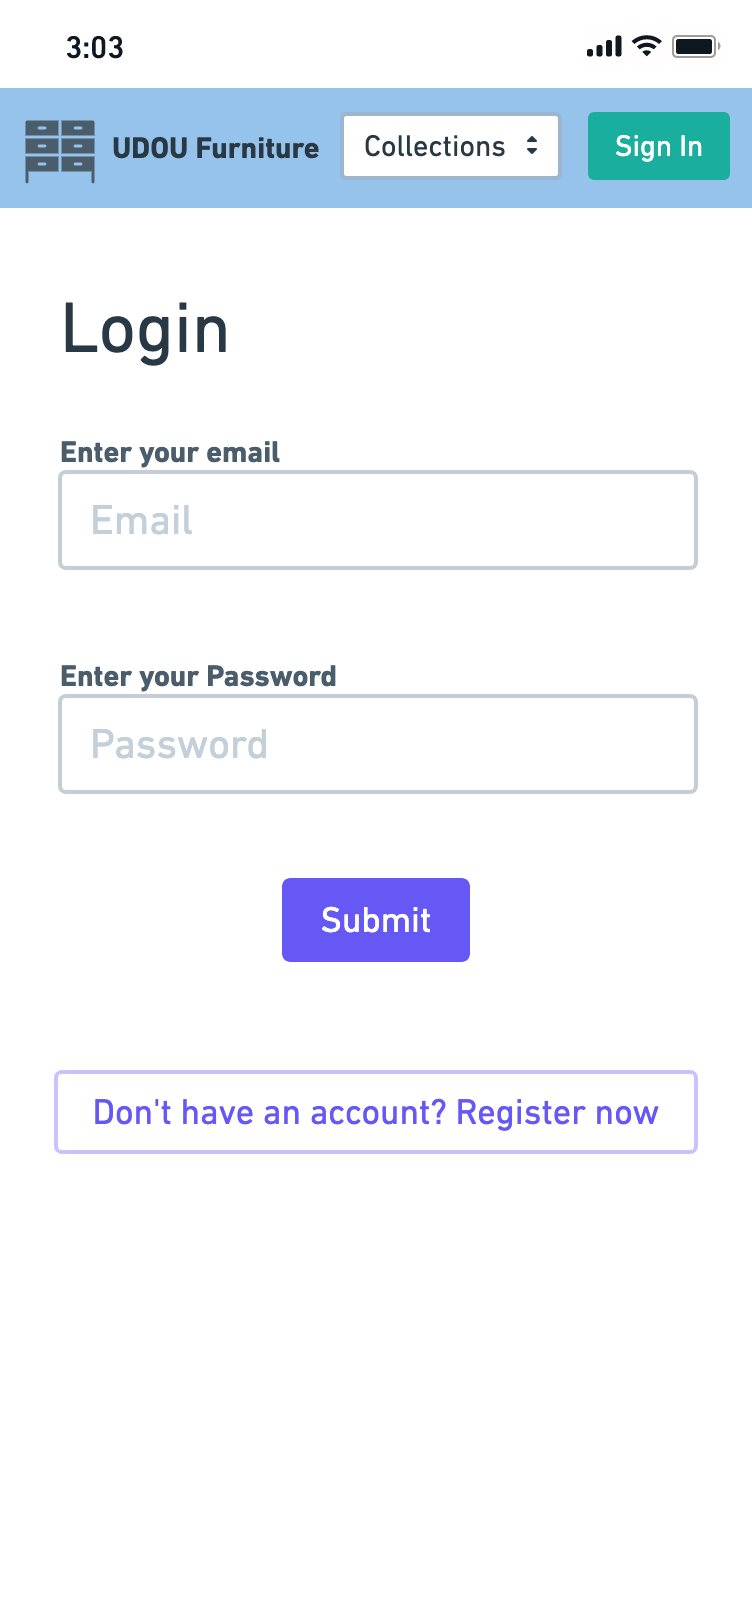 3:03
UDOU Furniture
Collections
Sign In
Login
Enter your email
Email
Enter your Password
Password
Submit
Don't have an account? Register now